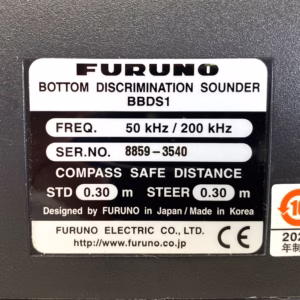 FURUNO
BOTTOM DISCRIMINATION SOUNDER
BBDS1
FREQ. 50 kHz / 200 kHz
SER.NO. 8859-3540
COMPASS SAFE DISTANCE
STD 0.30 m STEER 0.30 m
Designed by FURUNO in Japan / Made in Korea
FURUNO ELECTRIC CO., LTD.
http://www.furuno.co.jp
CE
10
202
年制